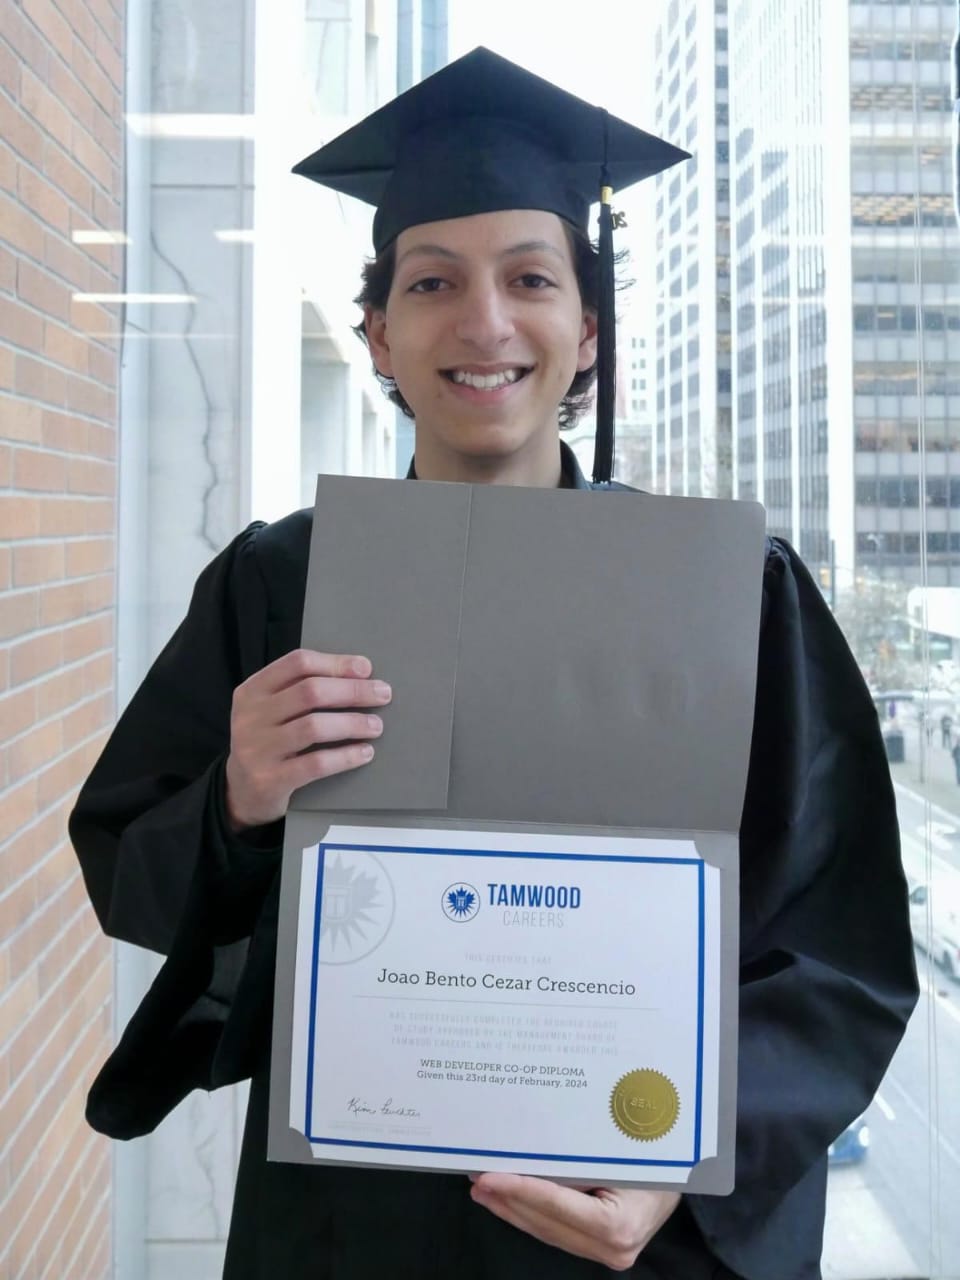 TAMWOOD
CAREERS
THIS CERTIFIES THAT
Joao Bento Cezar Crescencio
HAS SUCCESSFULLY COMPLETED THE REQUIRED COURSE
OF STUDY APPROVED BY THE MANAGEMENT BOARD OF
TAMWOOD CAREERS AND IS THEREFORE AWARDED THIS
WEB DEVELOPER CO-OP DIPLOMA
Given this 23rd day of February, 2024
SEAL
Kim